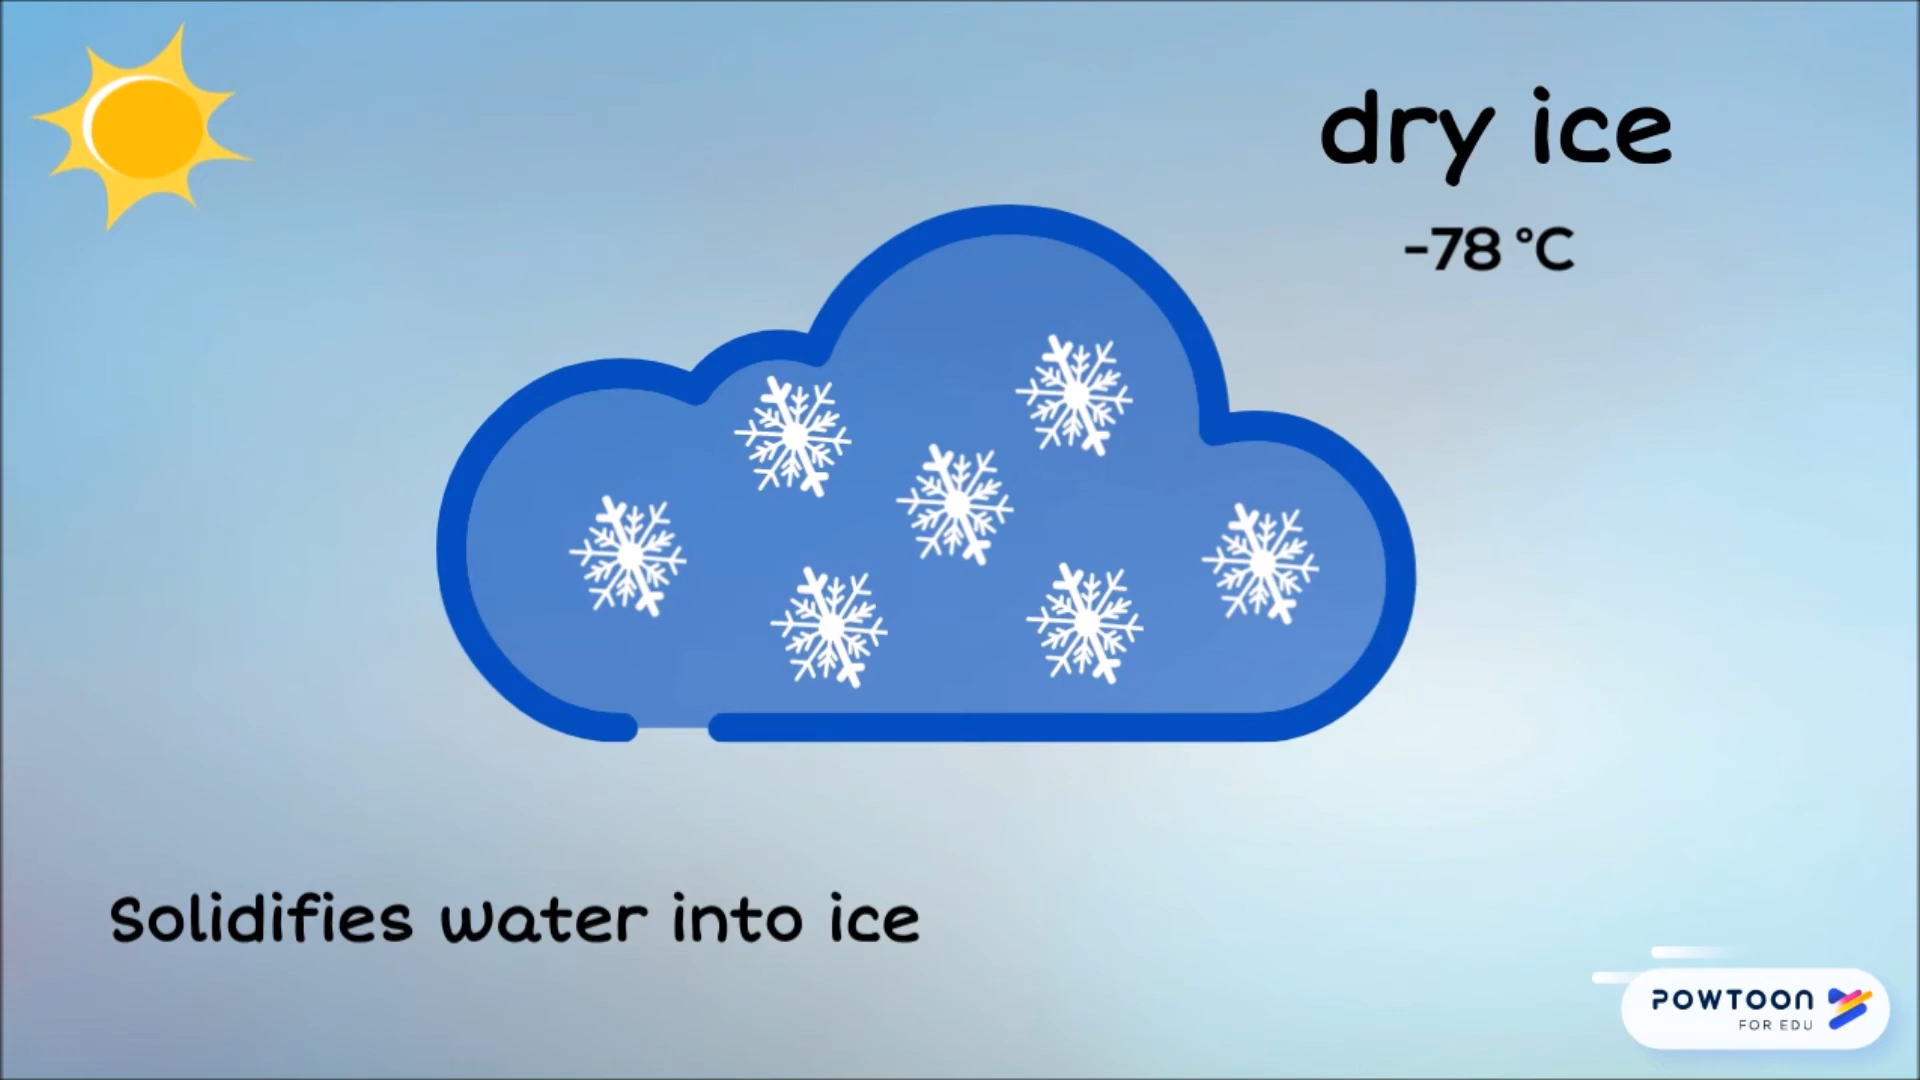 dry ice
-78 °C
Solidifies water into ice
POWTOON
FOR EDU